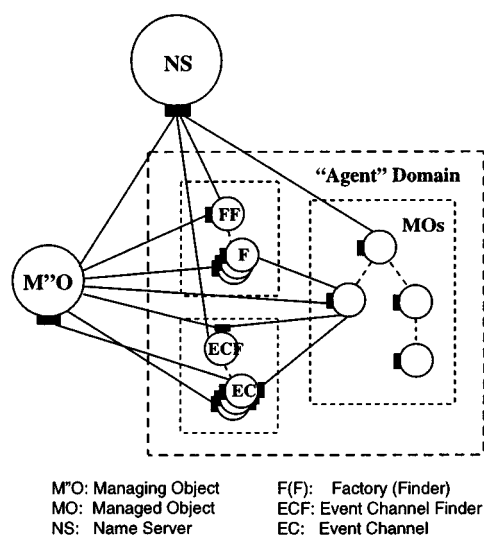 NS
"Agent" Domain
MOs
FF
F
M"O
ECF
EC
M"O: Managing Object
MO: Managed Object
NS: Name Server
F(F): Factory (Finder)
ECF: Event Channel Finder
EC: Event Channel